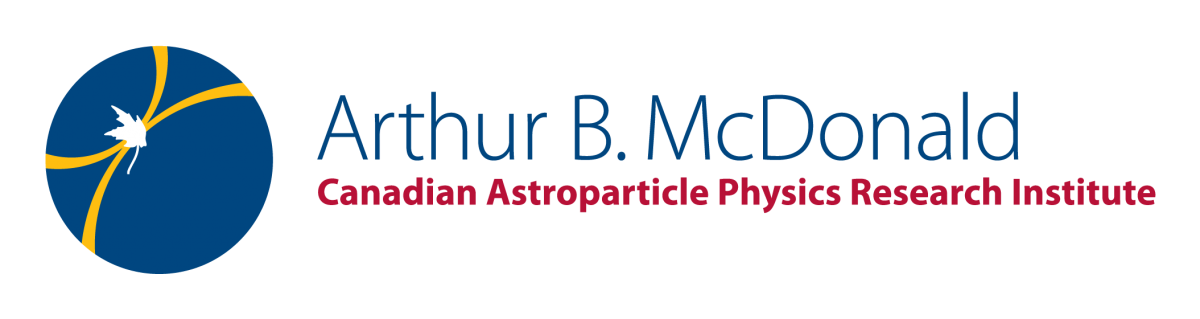 Arthur B. McDonald
Canadian Astroparticle Physics Research Institute